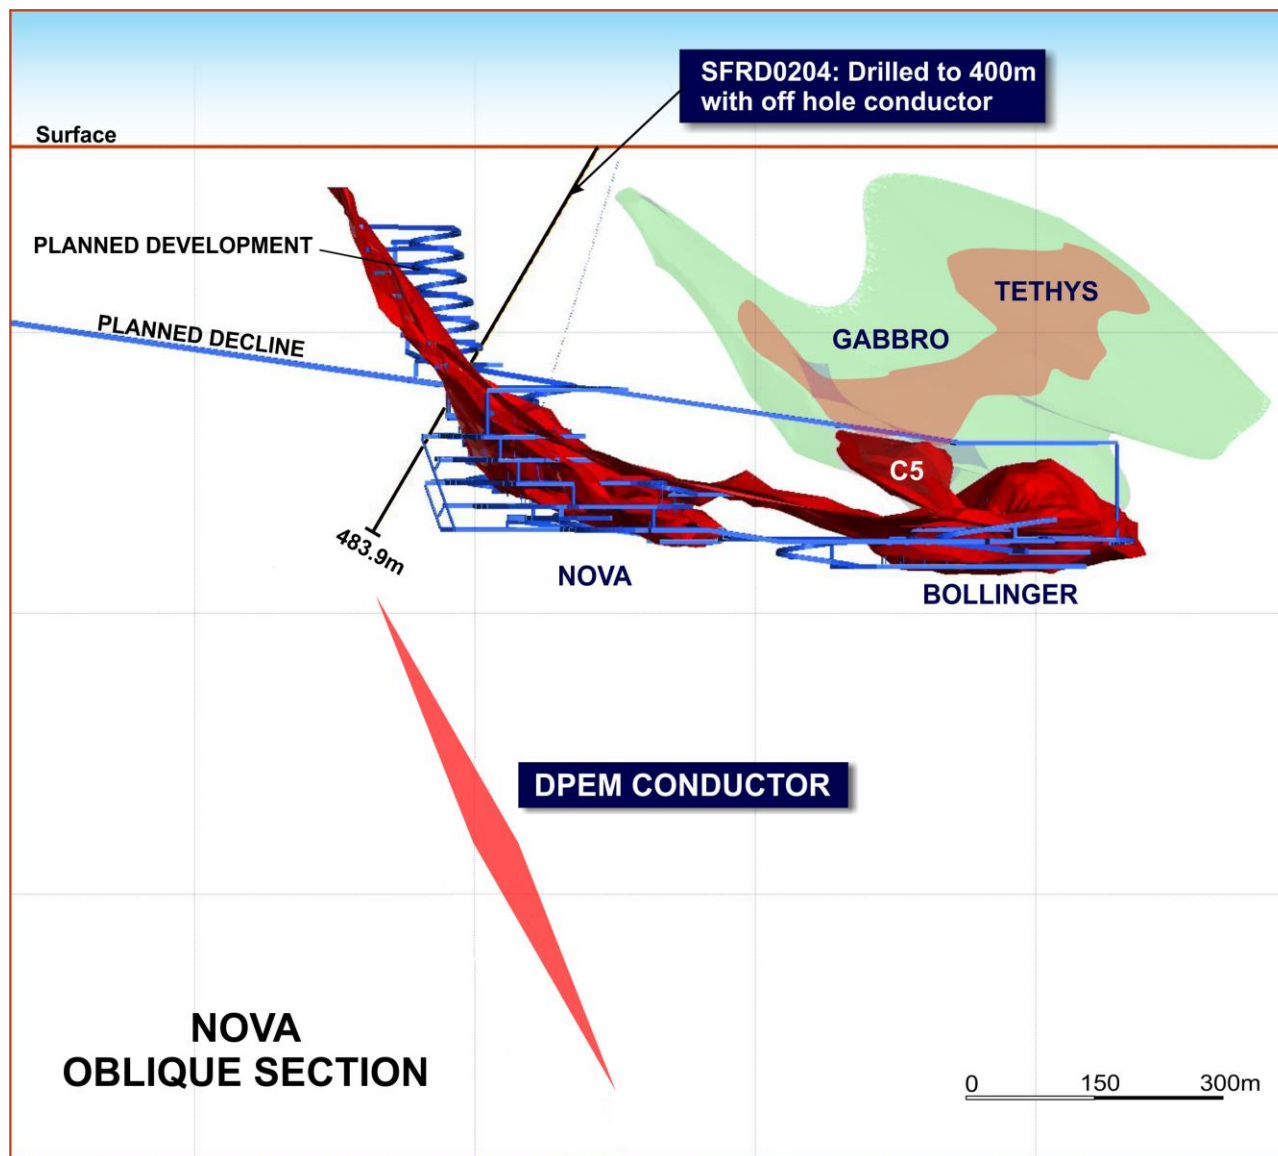 SFRD0204: Drilled to 400m
with off hole conductor
Surface
PLANNED DEVELOPMENT
TETHYS
PLANNED DECLINE
GABBRO
C5
483.9m
NOVA
BOLLINGER
DPEM CONDUCTOR
NOVA
OBLIQUE SECTION
0 150 300m